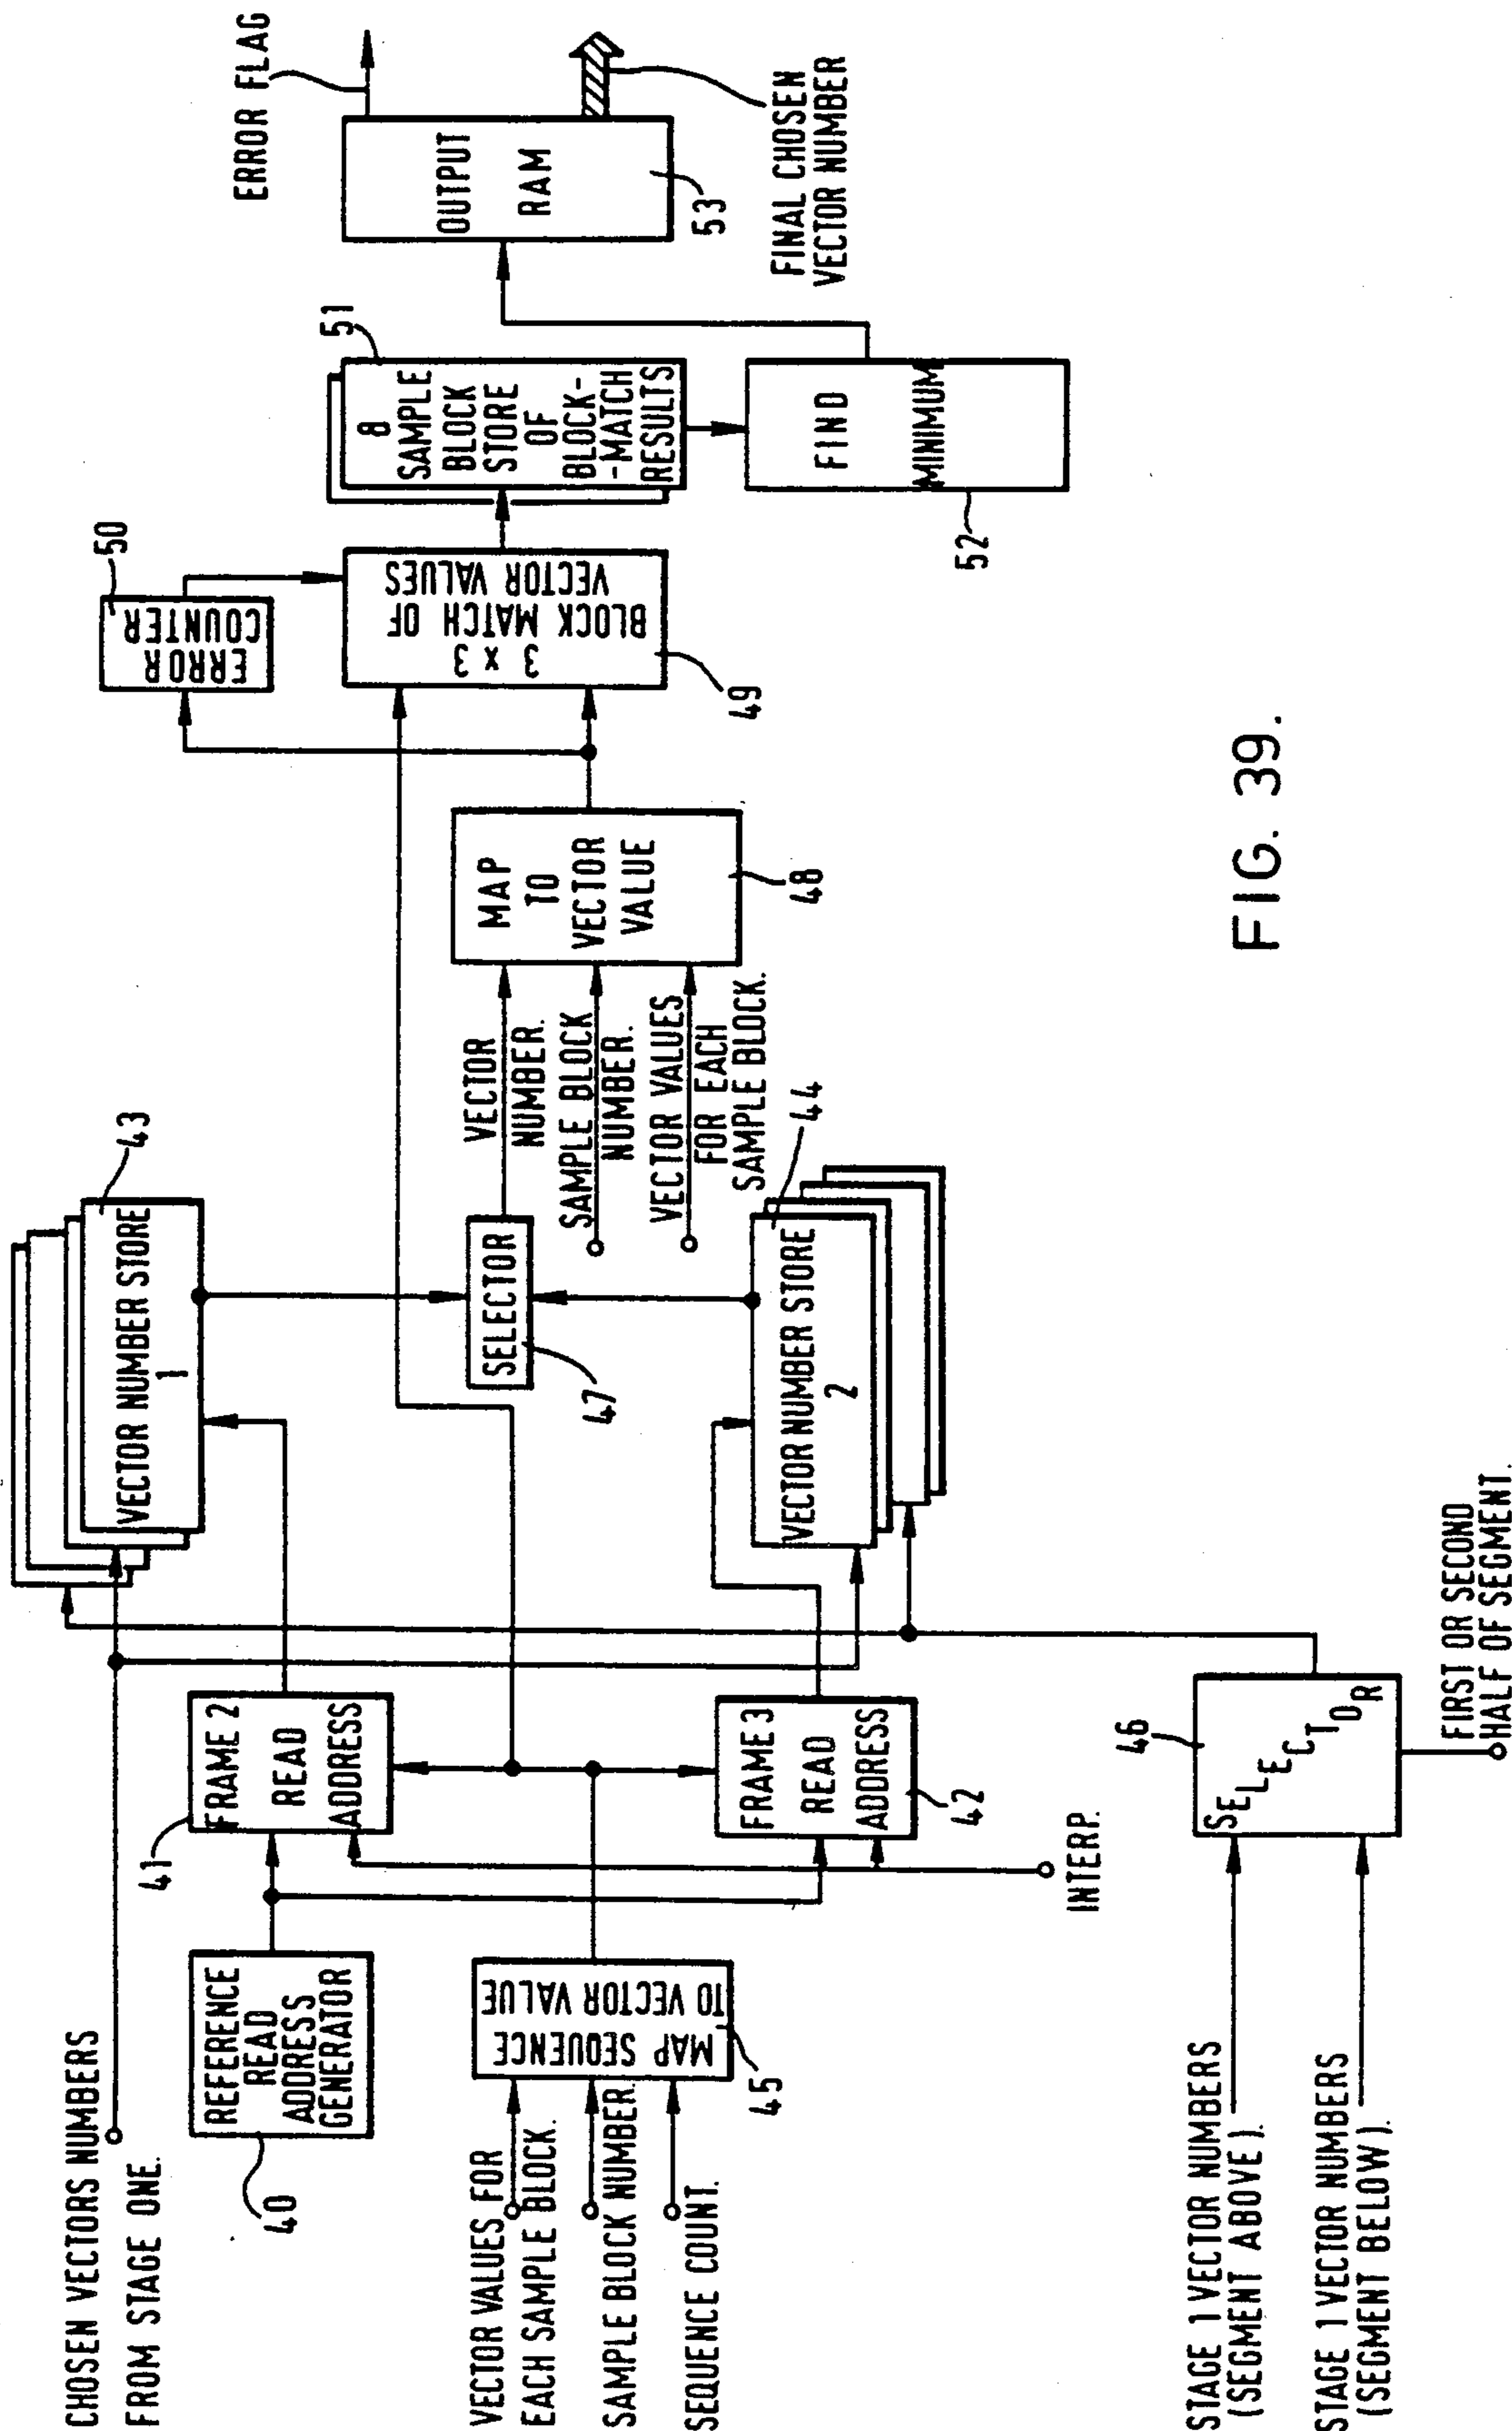 CHOSEN VECTORS NUMBERS
FROM STAGE ONE.
40
REFERENCE
READ
ADDRESS
GENERATOR
VECTOR VALUES FOR
EACH SAMPLE BLOCK.
SAMPLE BLOCK NUMBER.
SEQUENCE COUNT.
MAP SEQUENCE
TO VECTOR VALUE
45
41
FRAME 2
READ
ADDRESS
FRAME 3
READ
ADDRESS
42
INTERP.
STAGE 1 VECTOR NUMBERS
(SEGMENT ABOVE).
STAGE 1 VECTOR NUMBERS
(SEGMENT BELOW).
46
SELECTOR
FIRST OR SECOND
HALF OF SEGMENT.
VECTOR NUMBER STORE
1
43
SELECTOR
47
VECTOR NUMBER STORE
2
44
VECTOR
NUMBER.
SAMPLE BLOCK
NUMBER.
VECTOR VALUES
FOR EACH
SAMPLE BLOCK.
MAP
TO
VECTOR
VALUE
48
ERROR
COUNTER
50
3 x 3
BLOCK MATCH OF
VECTOR VALUES
49
8
SAMPLE
BLOCK
STORE
OF
BLOCK-
-MATCH
RESULTS
51
FIND
MINIMUM
52
OUTPUT
RAM
53
ERROR FLAG
FINAL CHOSEN
VECTOR NUMBER
FIG. 39.